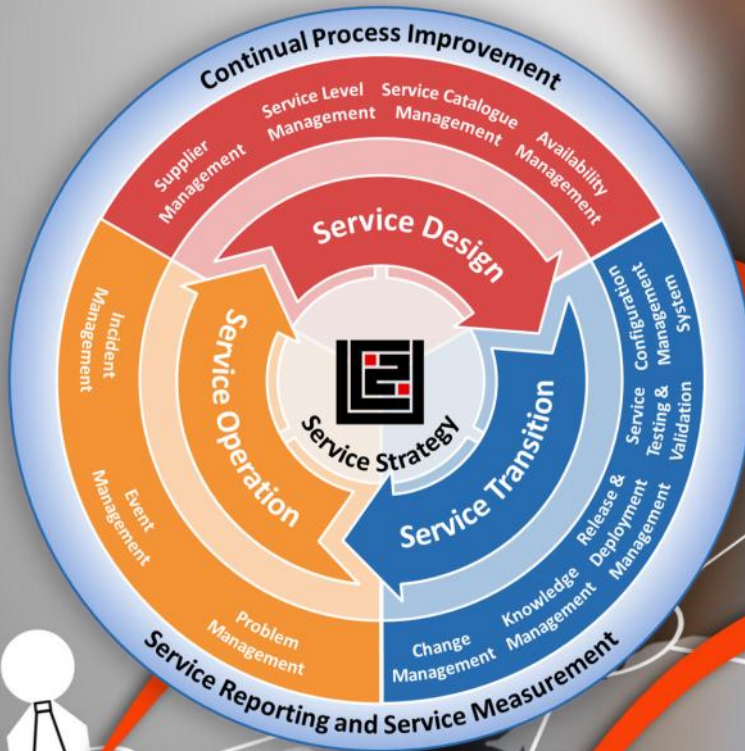 Continual Process Improvement
Supplier
Management
Service Level
Management
Service Catalogue
Management
Availability
Management
Service Design
Configuration
Management
System
Service
Testing &
Validation
Release &
Deployment
Management
Knowledge
Management
Change
Management
Service Transition
Problem
Management
Event
Management
Incident
Management
Service Operation
Service Strategy
Service Reporting and Service Measurement